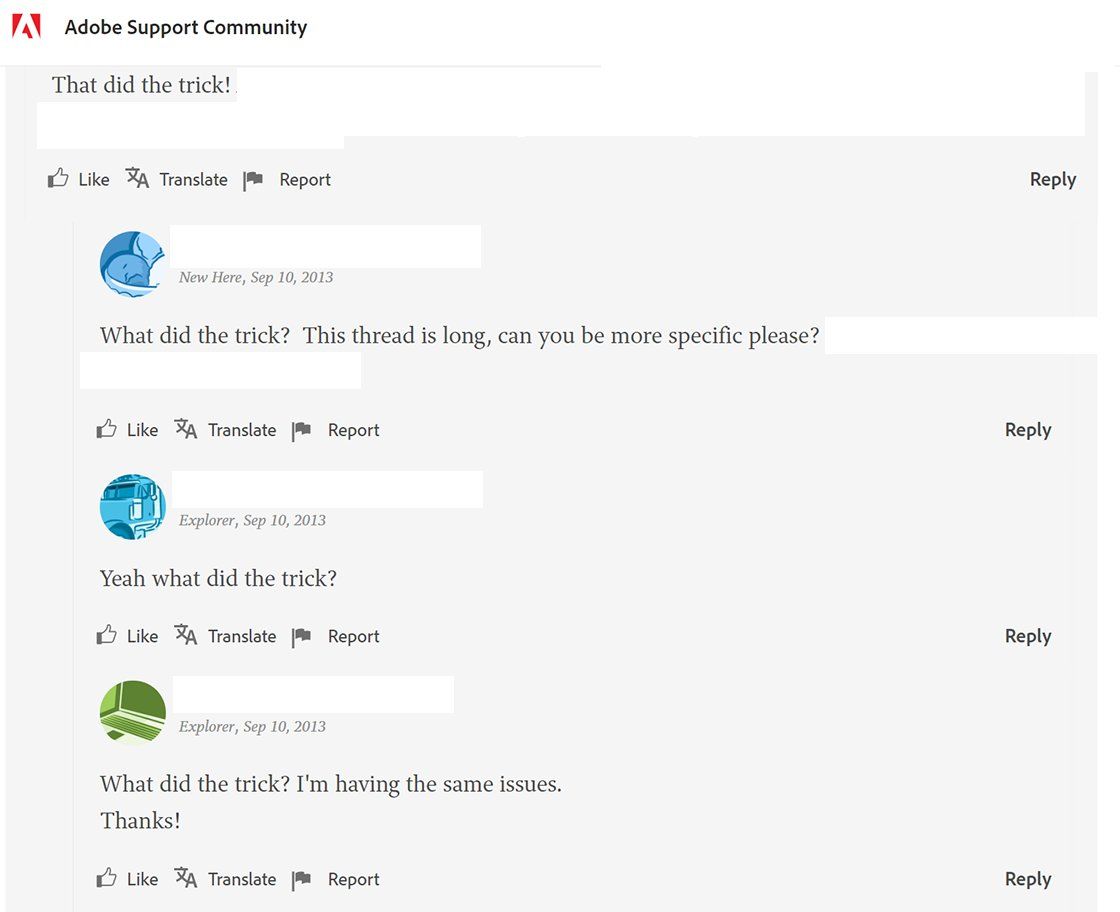 Adobe Support Community
That did the trick!
Like Translate Report Reply
New Here, Sep 10, 2013
What did the trick?  This thread is long, can you be more specific please?
Like Translate Report Reply
Explorer, Sep 10, 2013
Yeah what did the trick?
Like Translate Report Reply
Explorer, Sep 10, 2013
What did the trick? I'm having the same issues.
Thanks!
Like Translate Report Reply